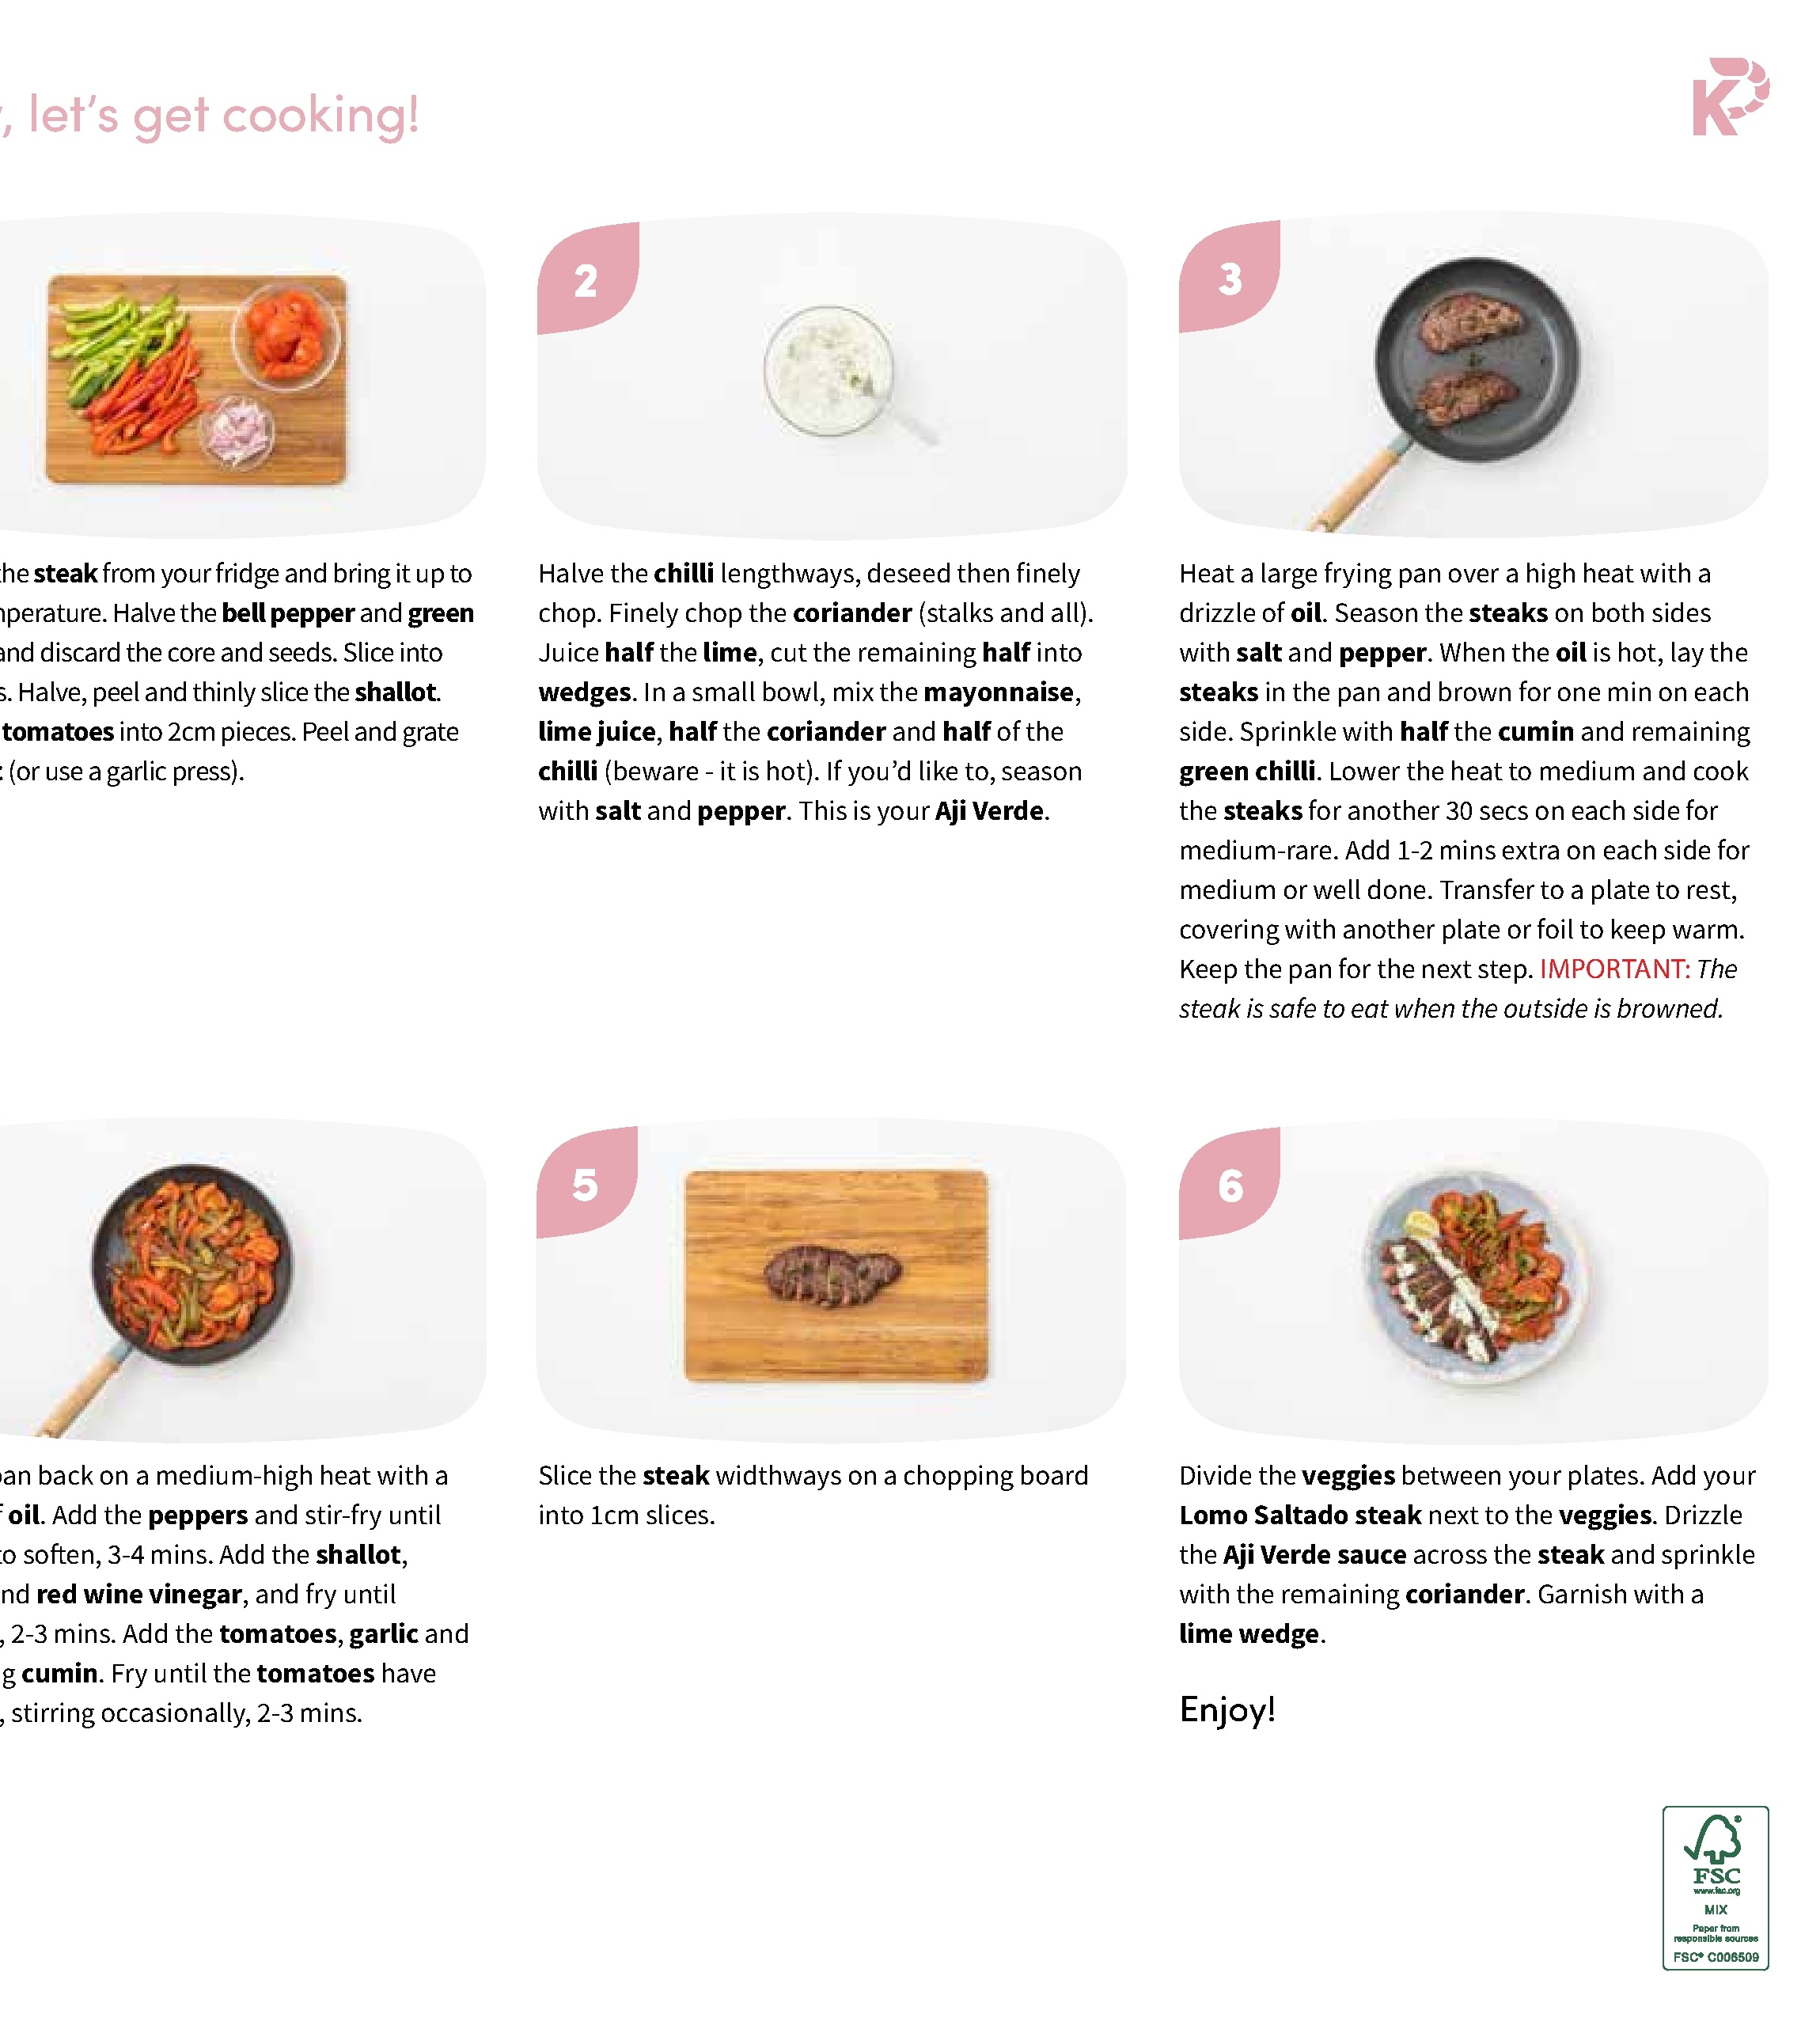 , let's get cooking!
2
3
the steak from your fridge and bring it up to
perature. Halve the bell pepper and green
and discard the core and seeds. Slice into
s. Halve, peel and thinly slice the shallot.
tomatoes into 2cm pieces. Peel and grate
(or use a garlic press).
Halve the chilli lengthways, deseed then finely
chop. Finely chop the coriander (stalks and all).
Juice half the lime, cut the remaining half into
wedges. In a small bowl, mix the mayonnaise,
lime juice, half the coriander and half of the
chilli (beware - it is hot). If you'd like to, season
with salt and pepper. This is your Aji Verde.
Heat a large frying pan over a high heat with a
drizzle of oil. Season the steaks on both sides
with salt and pepper. When the oil is hot, lay the
steaks in the pan and brown for one min on each
side. Sprinkle with half the cumin and remaining
green chilli. Lower the heat to medium and cook
the steaks for another 30 secs on each side for
medium-rare. Add 1-2 mins extra on each side for
medium or well done. Transfer to a plate to rest,
covering with another plate or foil to keep warm.
Keep the pan for the next step. IMPORTANT: The
steak is safe to eat when the outside is browned.
5
6
pan back on a medium-high heat with a
oil. Add the peppers and stir-fry until
to soften, 3-4 mins. Add the shallot,
nd red wine vinegar, and fry until
, 2-3 mins. Add the tomatoes, garlic and
g cumin. Fry until the tomatoes have
, stirring occasionally, 2-3 mins.
Slice the steak widthways on a chopping board
into 1cm slices.
Divide the veggies between your plates. Add your
Lomo Saltado steak next to the veggies. Drizzle
the Aji Verde sauce across the steak and sprinkle
with the remaining coriander. Garnish with a
lime wedge.
Enjoy!
FSC
www.fsc.org
MIX
Paper from
responsible sources
FSC® C006509